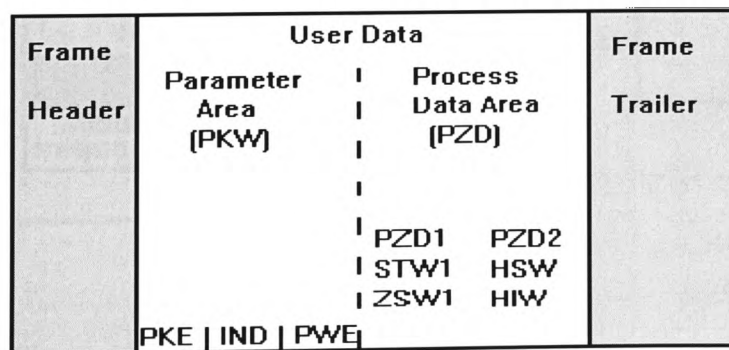 Frame
Header
User Data
Parameter
Area
(PKW)
Process
Data Area
(PZD)
PZD1 PZD2
STW1 HSW
ZSW1 HIW
PKE | IND | PWE
Frame
Trailer